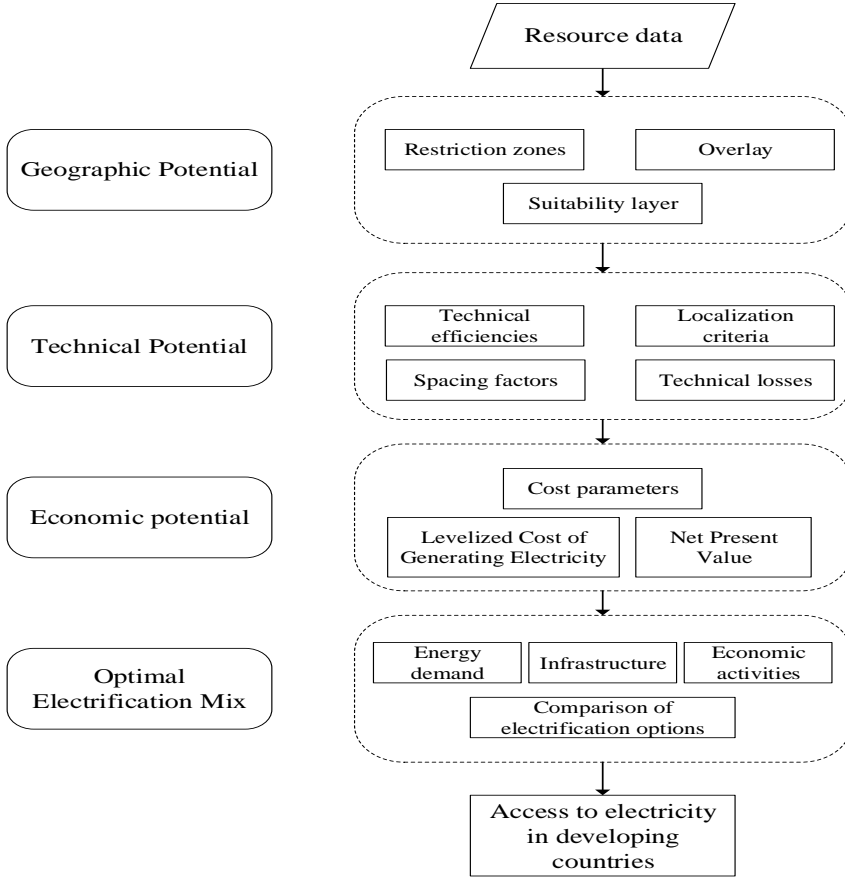 Resource data
Geographic Potential
Restriction zones
Overlay
Suitability layer
Technical Potential
Technical
efficiencies
Localization
criteria
Spacing factors
Technical losses
Economic potential
Cost parameters
Levelized Cost of
Generating Electricity
Net Present
Value
Optimal
Electrification Mix
Energy
demand
Infrastructure
Economic
activities
Comparison of
electrification options
Access to electricity
in developing
countries